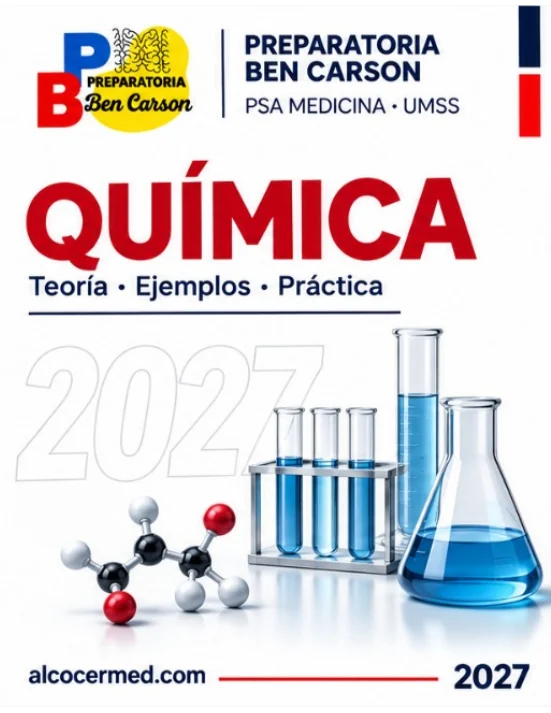 PREPARATORIA
Ben Carson
PREPARATORIA
BEN CARSON
PSA MEDICINA • UMSS
QUÍMICA
Teoría • Ejemplos • Práctica
2027
alcocermed.com
2027